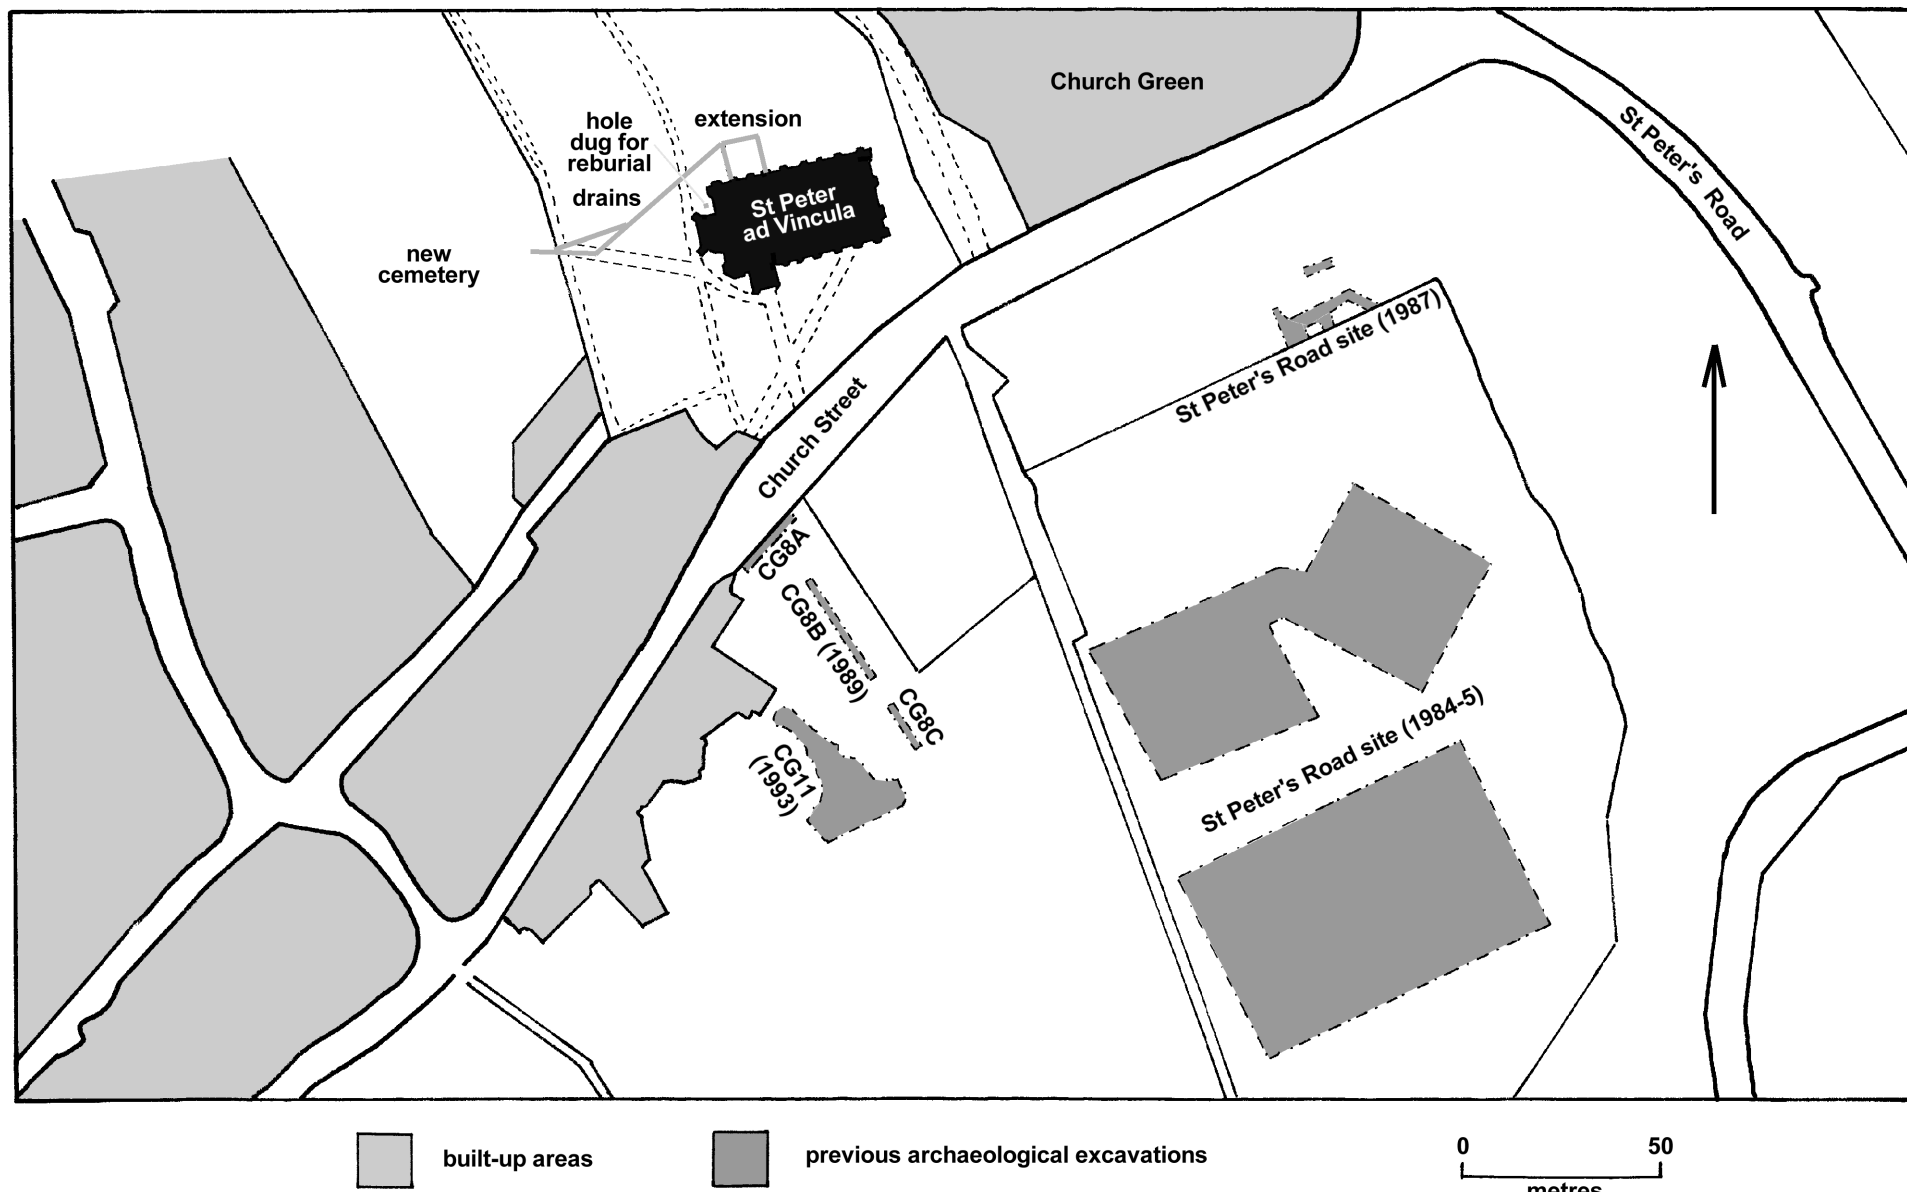 Church Green
St Peter's Road
hole
dug for
reburial
extension
drains
St Peter
ad Vincula
new
cemetery
St Peter's Road site (1987)
Church Street
CG8A
CG8B (1989)
CG8C
CG11
(1993)
St Peter's Road site (1984-5)
built-up areas
previous archaeological excavations
0 50
metres